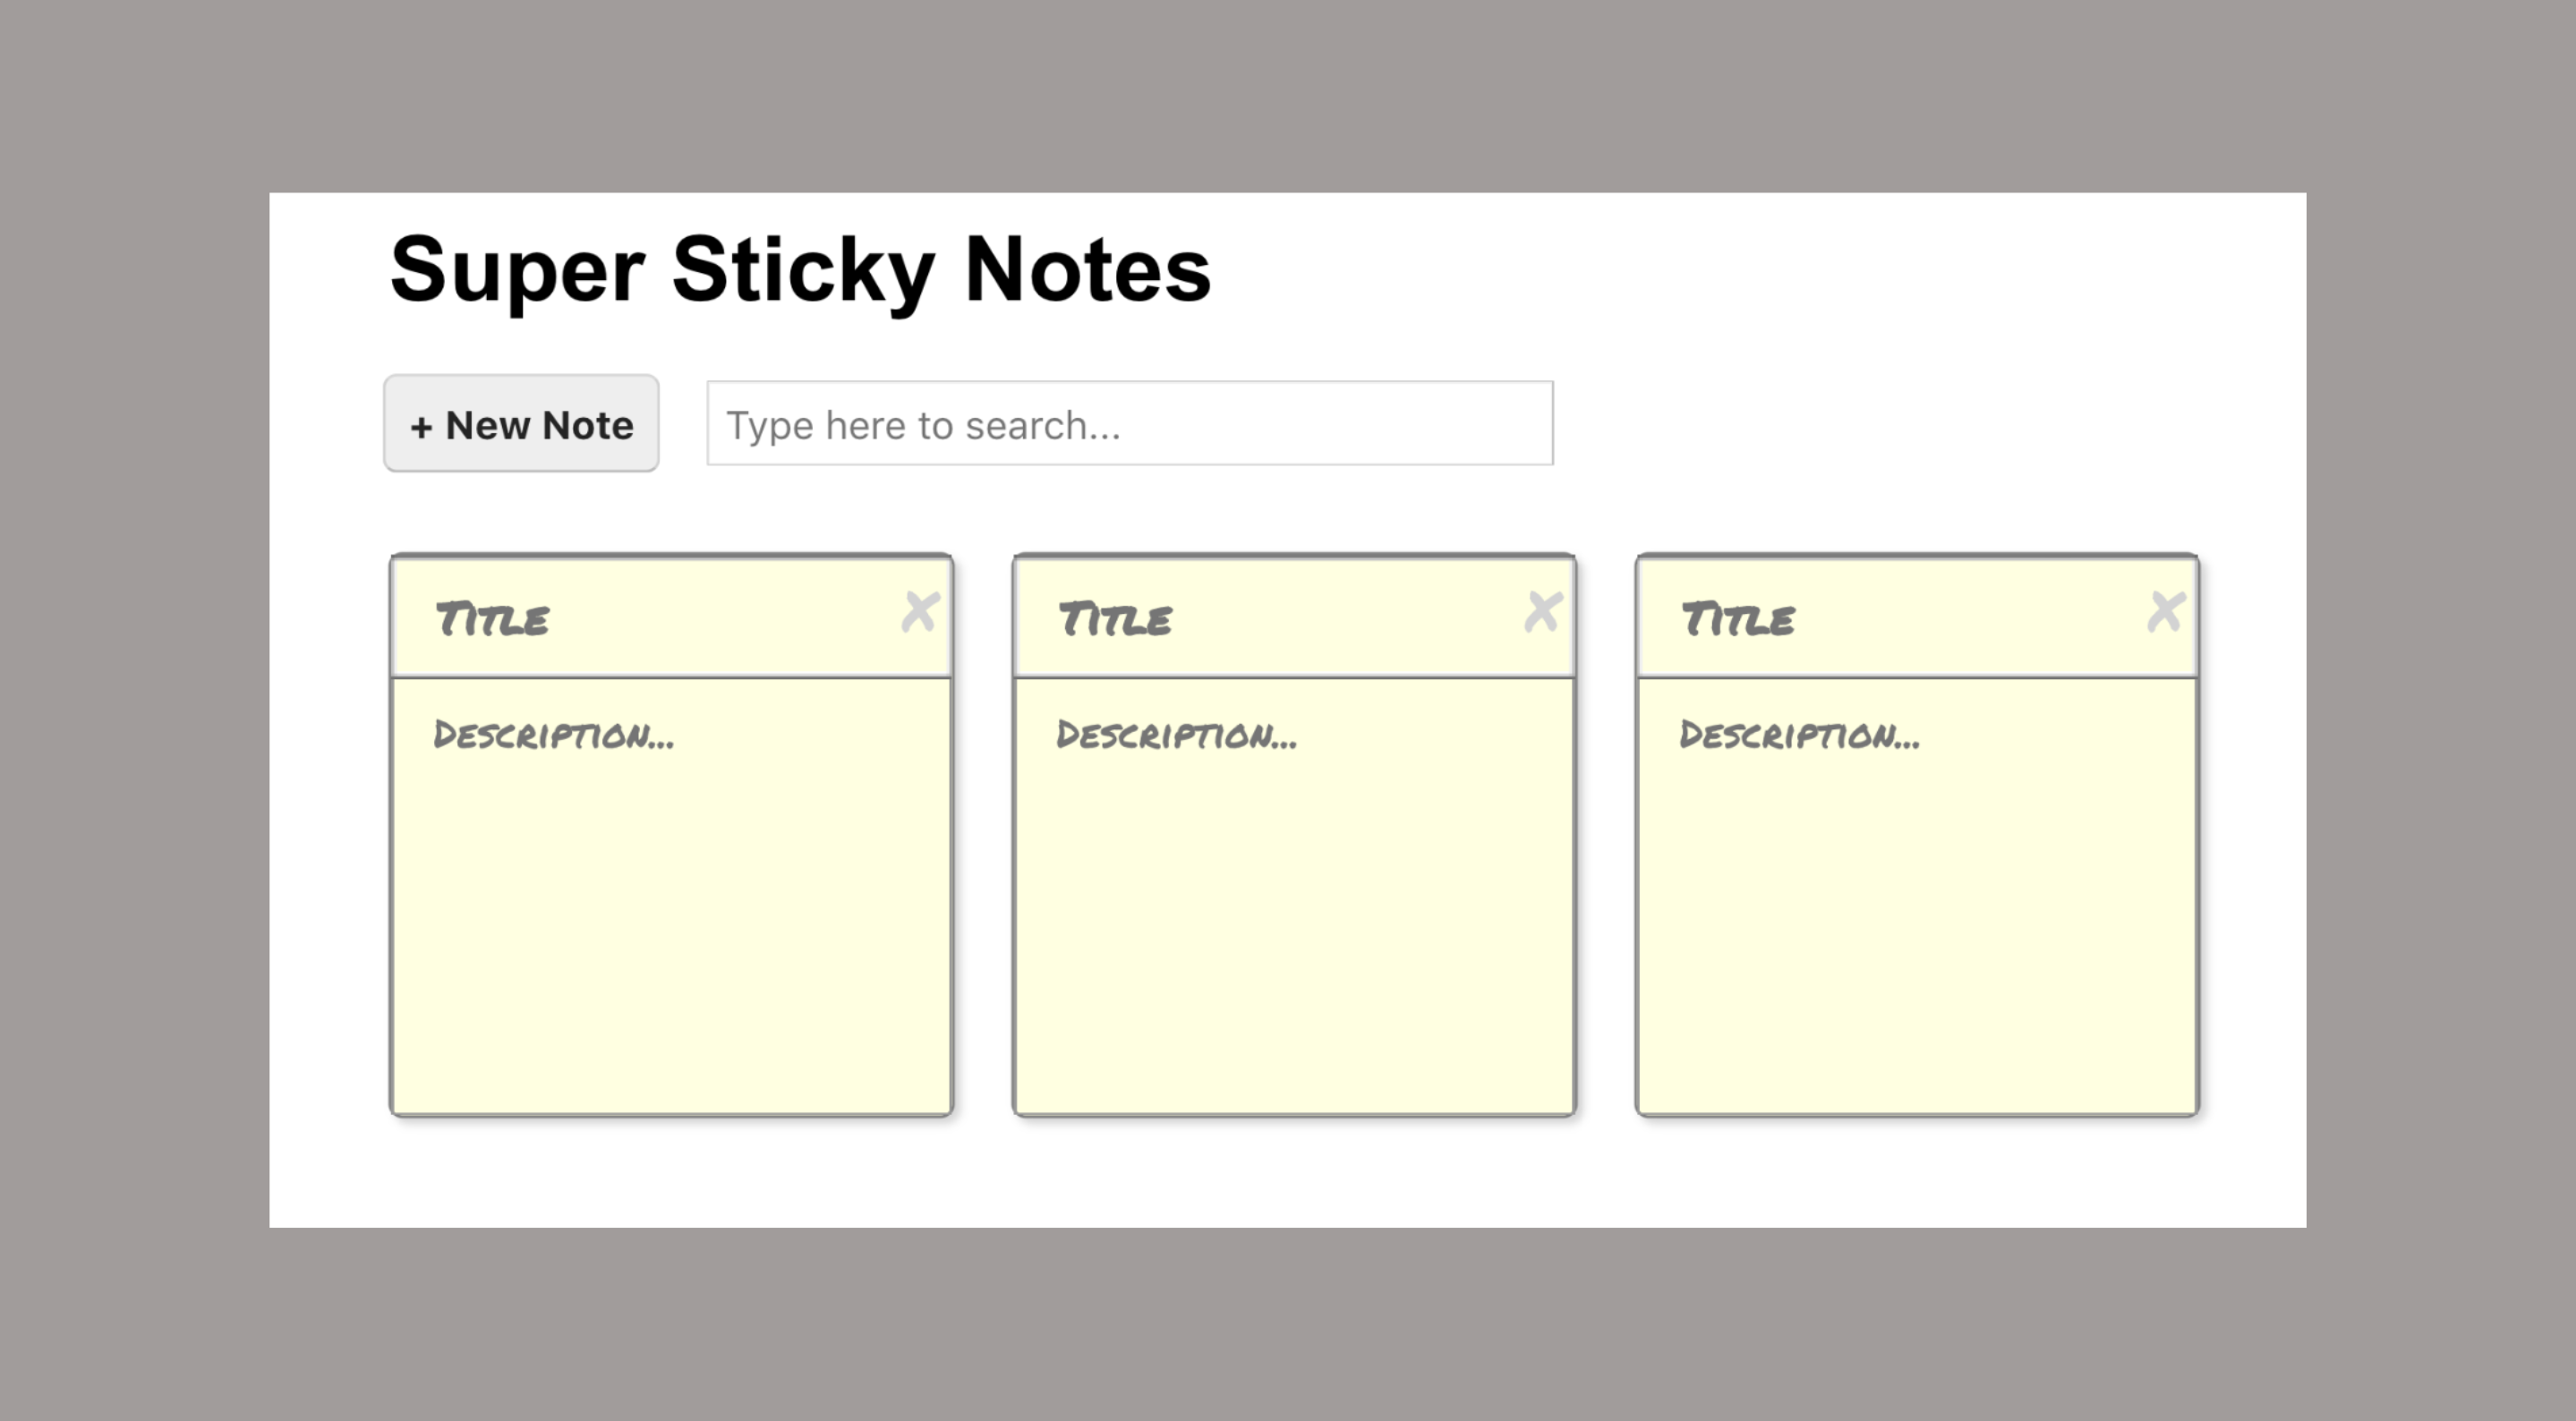 Super Sticky Notes
+ New Note
Type here to search...
Title
x
Title
x
Title
x
Description...
Description...
Description...